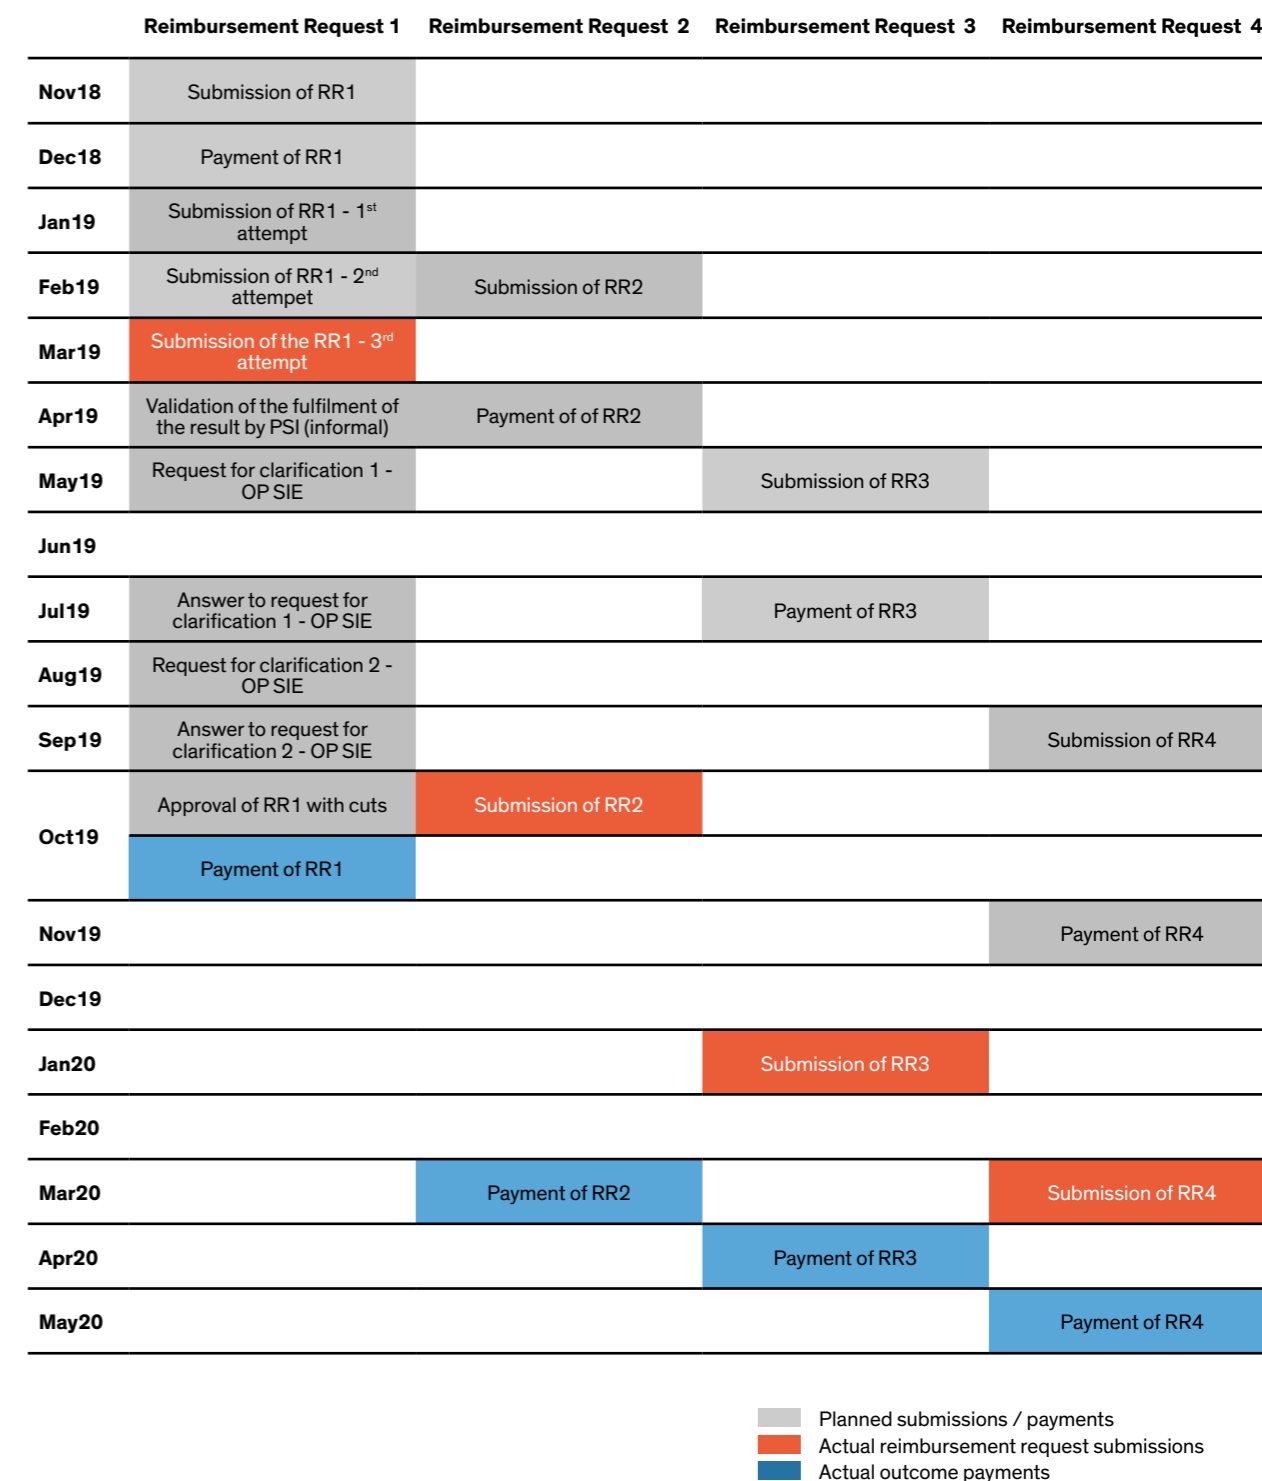 Reimbursement Request 1 Reimbursement Request 2 Reimbursement Request 3 Reimbursement Request 4
Nov18 Submission of RR1
Dec18 Payment of RR1
Jan19 Submission of RR1 - 1st
attempt
Feb19 Submission of RR1 - 2nd
attempet Submission of RR2
Mar19 Submission of the RR1 - 3rd
attempt
Apr19 Validation of the fulfilment of
the result by PSI (informal) Payment of of RR2
May19 Request for clarification 1 -
OP SIE Submission of RR3
Jun19
Jul19 Answer to request for
clarification 1 - OP SIE Payment of RR3
Aug19 Request for clarification 2 -
OP SIE
Sep19 Answer to request for
clarification 2 - OP SIE Submission of RR4
Oct19 Approval of RR1 with cuts Submission of RR2
Payment of RR1
Nov19 Payment of RR4
Dec19
Jan20 Submission of RR3
Feb20
Mar20 Payment of RR2 Submission of RR4
Apr20 Payment of RR3
May20 Payment of RR4
Planned submissions / payments
Actual reimbursement request submissions
Actual outcome payments